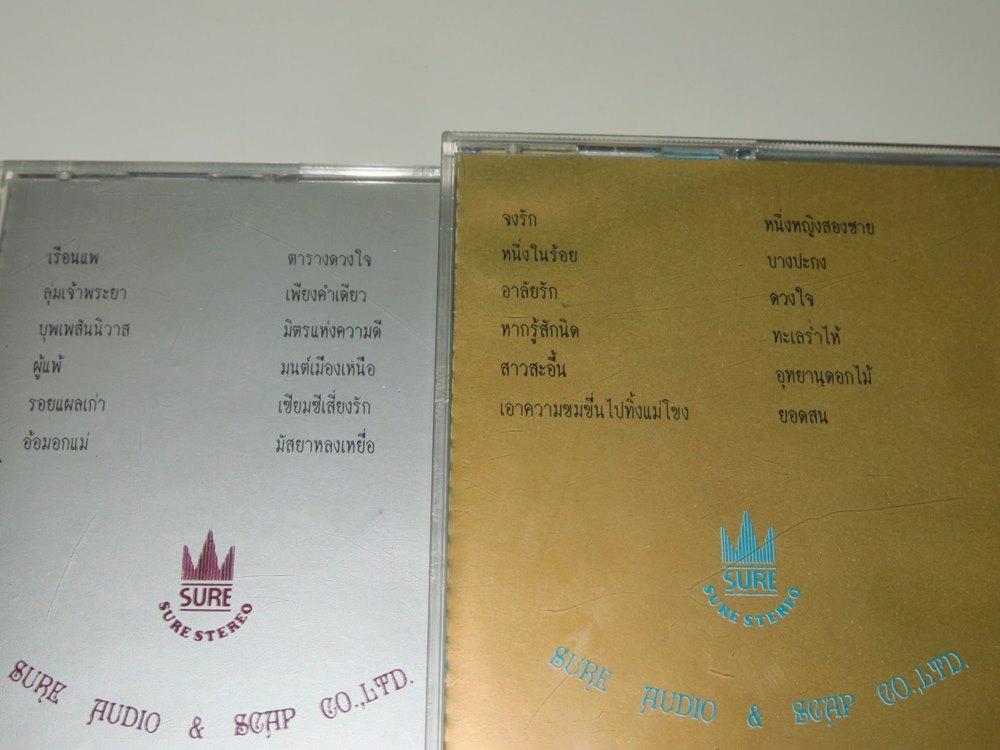 เรือนแพ
ลุ่มเจ้าพระยา
บุพเพสันนิวาส
ผู้แพ้
รอยแผลเก่า
อ้อมอกแม่
ตารางดวงใจ
เพียงคำเดียว
มิตรแห่งความดี
มนต์เมืองเหนือ
เซียมซีเสี่ยงรัก
มัสยาหลงเหยื่อ
SURE
SURE STEREO
SURE AUDIO & SCAP CO.,LTD.
จงรัก
หนึ่งในร้อย
อาลัยรัก
หากรู้สักนิด
สาวสะอื้น
เอาความขมขื่นไปทิ้งแม่โขง
หนึ่งหญิงสองชาย
บางปะกง
ดวงใจ
ทะเลร่ำไห้
อุทยานดอกไม้
ยอดสน
SURE
SURE STEREO
SURE AUDIO & SCAP CO.,LTD.